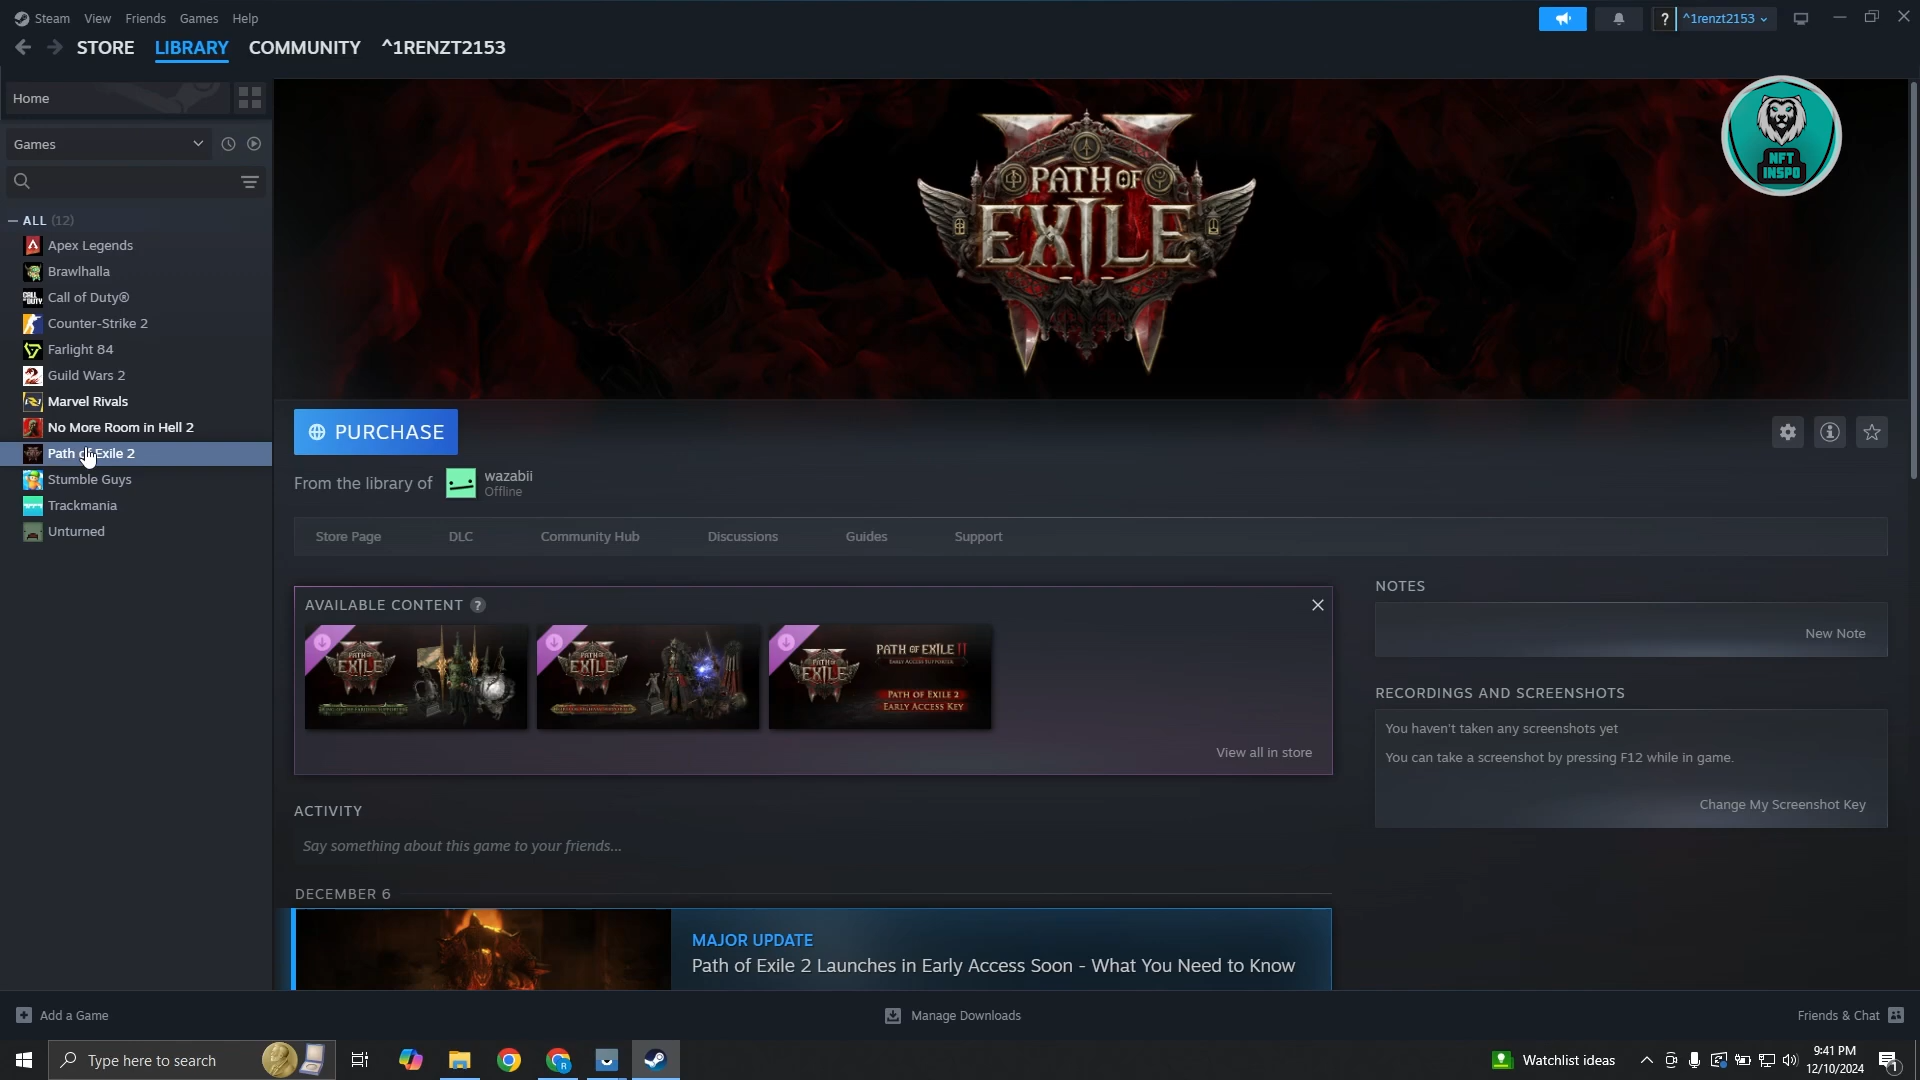 Steam View Friends Games Help
? ^1renzt2153
STORE LIBRARY COMMUNITY ^1RENZT2153
Home
NFT
INSPO
Games
ALL (12)
Apex Legends
Brawlhalla
Call of Duty®
Counter-Strike 2
Farlight 84
Guild Wars 2
Marvel Rivals
No More Room in Hell 2
Path of Exile 2
Stumble Guys
Trackmania
Unturned
PATH OF
EXILE
PURCHASE
From the library of wazabii
Offline
Store Page DLC Community Hub Discussions Guides Support
AVAILABLE CONTENT ?
PATH OF
EXILE
PATH OF
EXILE
PATH OF
EXILE
PATH OF EXILE II
EARLY ACCESS SUPPORTER
PATH OF EXILE 2
EARLY ACCESS KEY
View all in store
NOTES
New Note
RECORDINGS AND SCREENSHOTS
You haven't taken any screenshots yet
You can take a screenshot by pressing F12 while in game.
Change My Screenshot Key
ACTIVITY
Say something about this game to your friends...
DECEMBER 6
MAJOR UPDATE
Path of Exile 2 Launches in Early Access Soon - What You Need to Know
Add a Game
Manage Downloads
Friends & Chat
Type here to search
Watchlist ideas
9:41 PM
12/10/2024
1